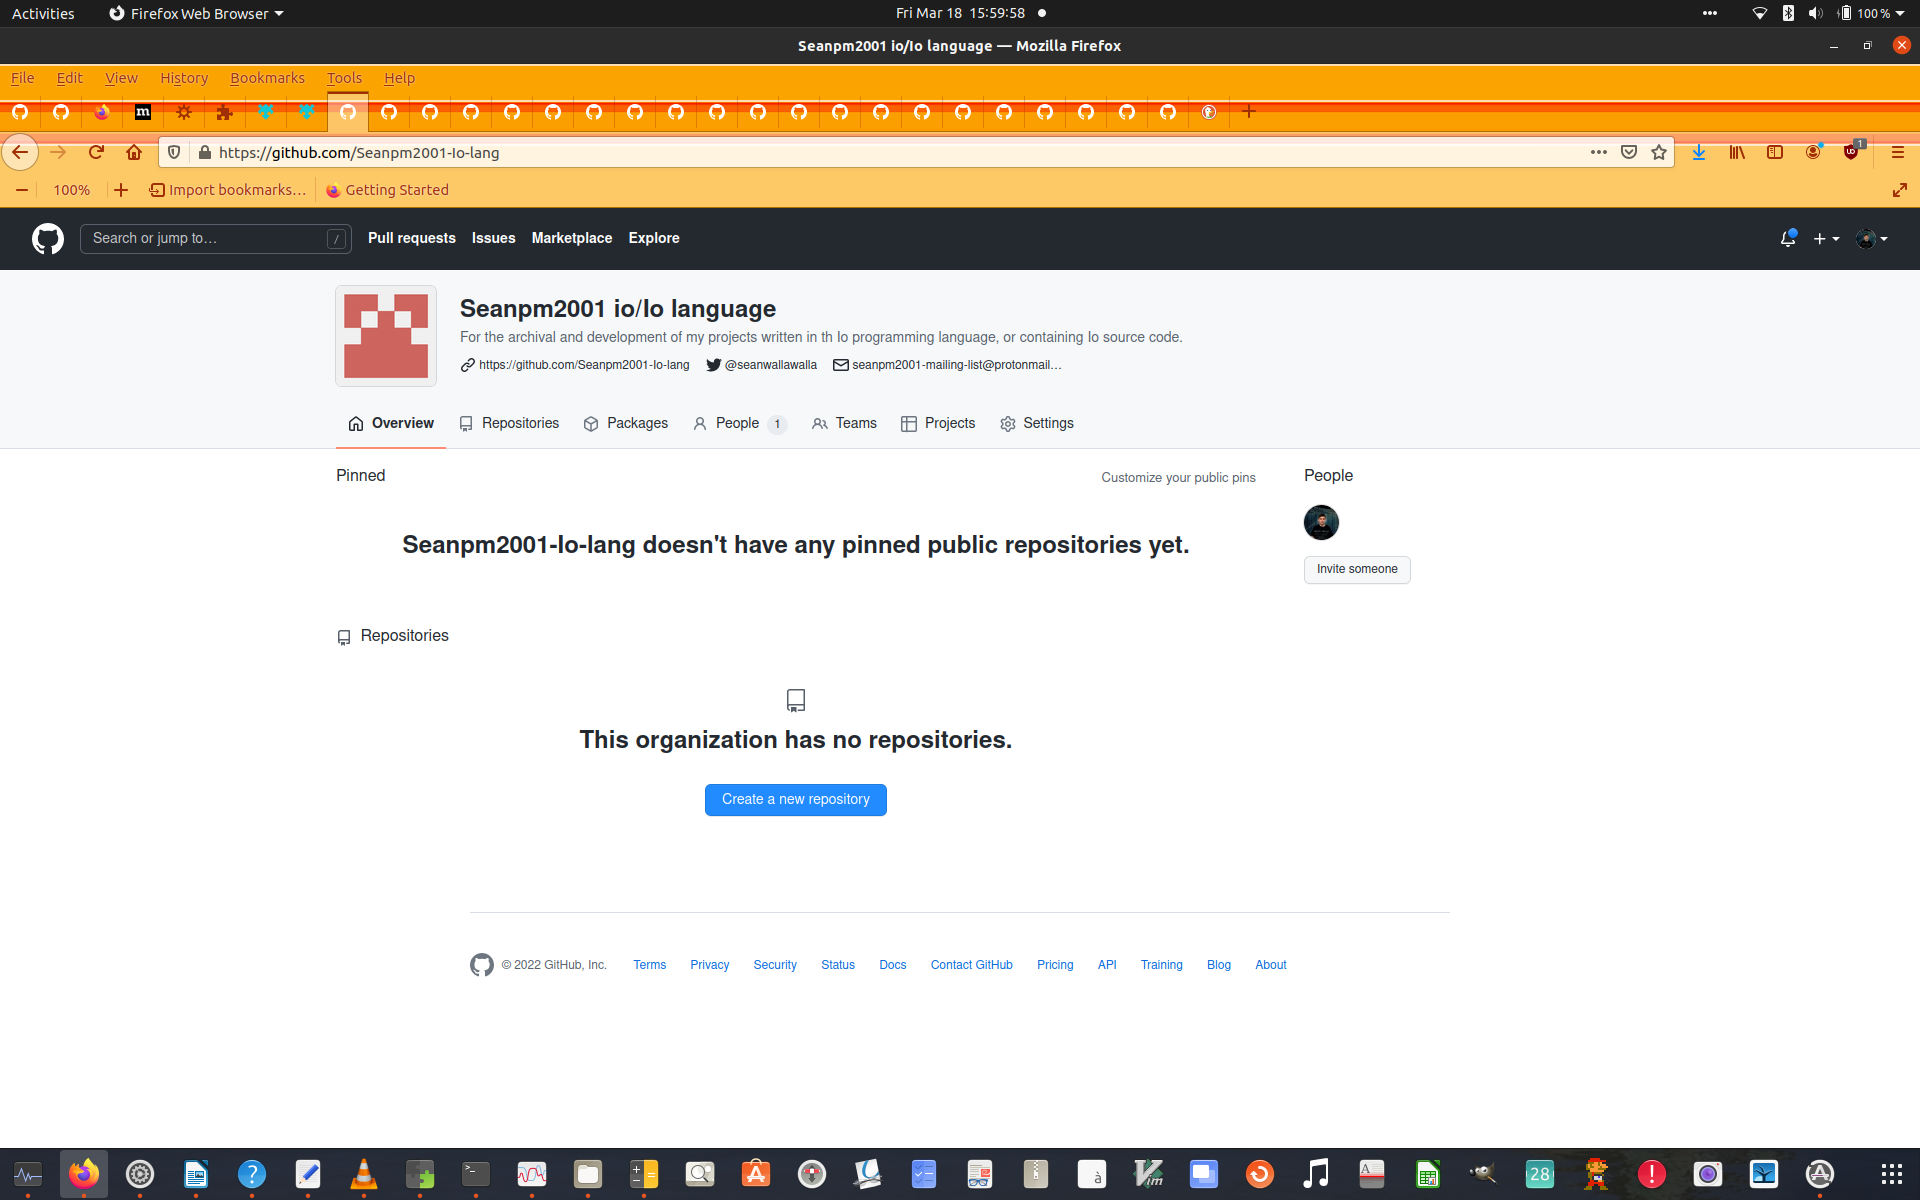 Activities
Firefox Web Browser
Fri Mar 18 15:59:58
100 %
Seanpm2001 io/Io language — Mozilla Firefox
File Edit View History Bookmarks Tools Help
m
https://github.com/Seanpm2001-Io-lang
1
100% Import bookmarks… Getting Started
Search or jump to… / Pull requests Issues Marketplace Explore
Seanpm2001 io/Io language
For the archival and development of my projects written in th Io programming language, or containing Io source code.
https://github.com/Seanpm2001-Io-lang @seanwallawalla seanpm2001-mailing-list@protonmail…
Overview Repositories Packages People 1 Teams Projects Settings
Pinned Customize your public pins People
Seanpm2001-Io-lang doesn't have any pinned public repositories yet.
Invite someone
Repositories
This organization has no repositories.
Create a new repository
© 2022 GitHub, Inc. Terms Privacy Security Status Docs Contact GitHub Pricing API Training Blog About
28